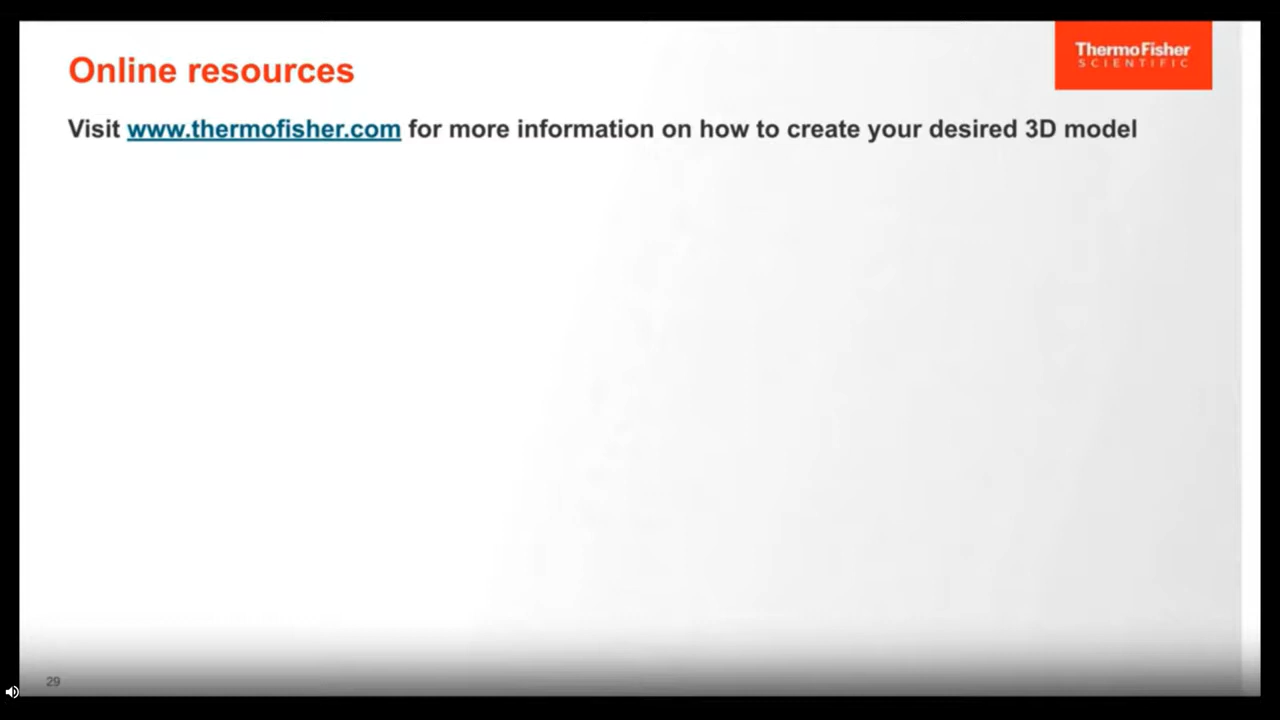 Online resources
ThermoFisher
SCIENTIFIC
Visit www.thermofisher.com for more information on how to create your desired 3D model
29